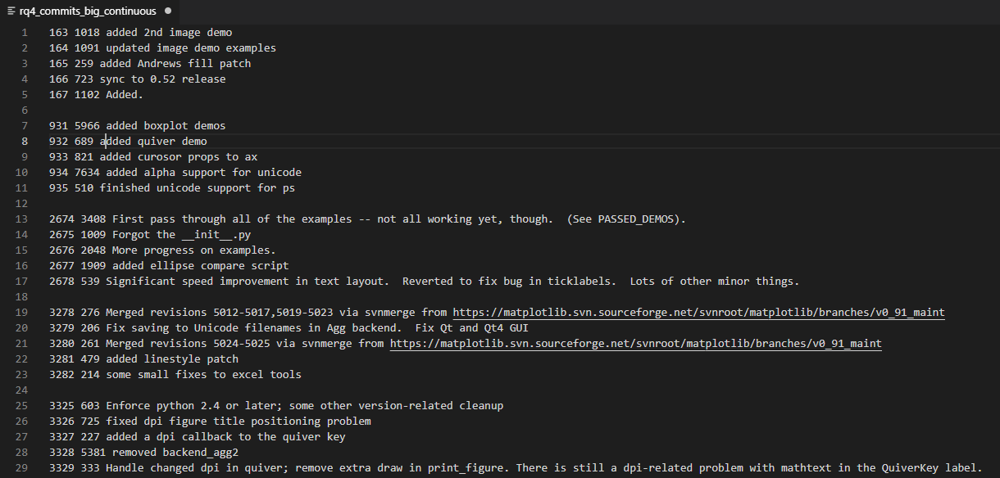 rq4_commits_big_continuous
1 163 1018 added 2nd image demo
2 164 1091 updated image demo examples
3 165 259 added Andrews fill patch
4 166 723 sync to 0.52 release
5 167 1102 Added.
6
7 931 5966 added boxplot demos
8 932 689 added quiver demo
9 933 821 added curosor props to ax
10 934 7634 added alpha support for unicode
11 935 510 finished unicode support for ps
12
13 2674 3408 First pass through all of the examples -- not all working yet, though.  (See PASSED_DEMOS).
14 2675 1009 Forgot the __init__.py
15 2676 2048 More progress on examples.
16 2677 1909 added ellipse compare script
17 2678 539 Significant speed improvement in text layout.  Reverted to fix bug in ticklabels.  Lots of other minor things.
18
19 3278 276 Merged revisions 5012-5017,5019-5023 via svnmerge from https://matplotlib.svn.sourceforge.net/svnroot/matplotlib/branches/v0_91_maint
20 3279 206 Fix saving to Unicode filenames in Agg backend.  Fix Qt and Qt4 GUI
21 3280 261 Merged revisions 5024-5025 via svnmerge from https://matplotlib.svn.sourceforge.net/svnroot/matplotlib/branches/v0_91_maint
22 3281 479 added linestyle patch
23 3282 214 some small fixes to excel tools
24
25 3325 603 Enforce python 2.4 or later; some other version-related cleanup
26 3326 725 fixed dpi figure title positioning problem
27 3327 227 added a dpi callback to the quiver key
28 3328 5381 removed backend_agg2
29 3329 333 Handle changed dpi in quiver; remove extra draw in print_figure. There is still a dpi-related problem with mathtext in the QuiverKey label.